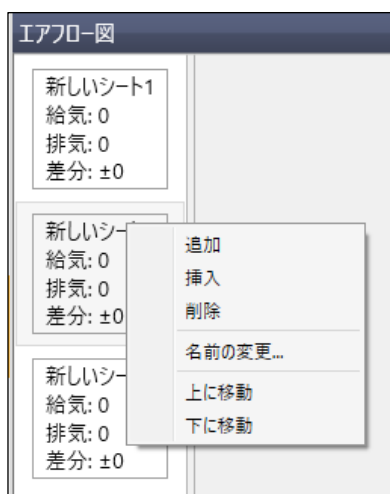 エアフロー図
新しいシート1
給気: 0
排気: 0
差分: ±0
新しいシー
給気: 0
排気: 0
差分: ±0
追加
挿入
削除
名前の変更...
上に移動
下に移動
新しいシー
給気: 0
排気: 0
差分: ±0